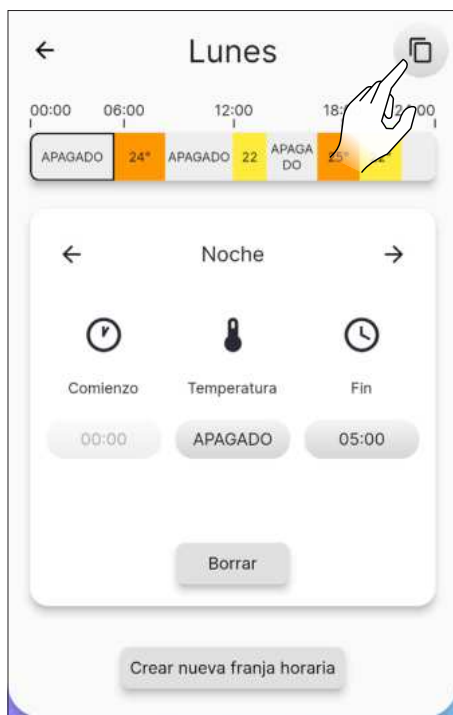 Lunes
00:00 06:00 12:00 24:00
APAGADO 24° APAGADO 22 APAGA
DO 25°
Noche
Comienzo Temperatura Fin
00:00 APAGADO 05:00
Borrar
Crear nueva franja horaria